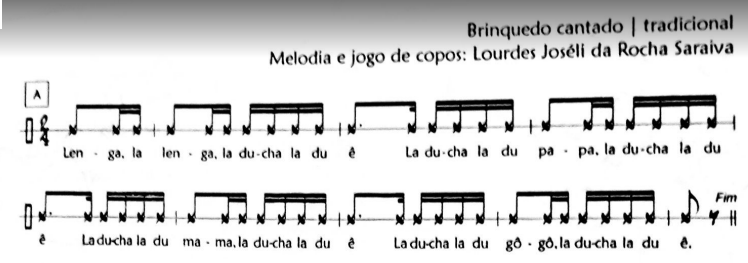 Brinquedo cantado | tradicional
Melodia e jogo de copos: Lourdes Joséli da Rocha Saraiva
A
2/4
Len - ga, la len - ga, la du-cha la du ê La du-cha la du pa - pa, la du-cha la du
Fim
ê La du-cha la du ma - ma, la du-cha la du ê La du-cha la du gô - gô, la du-cha la du ê.